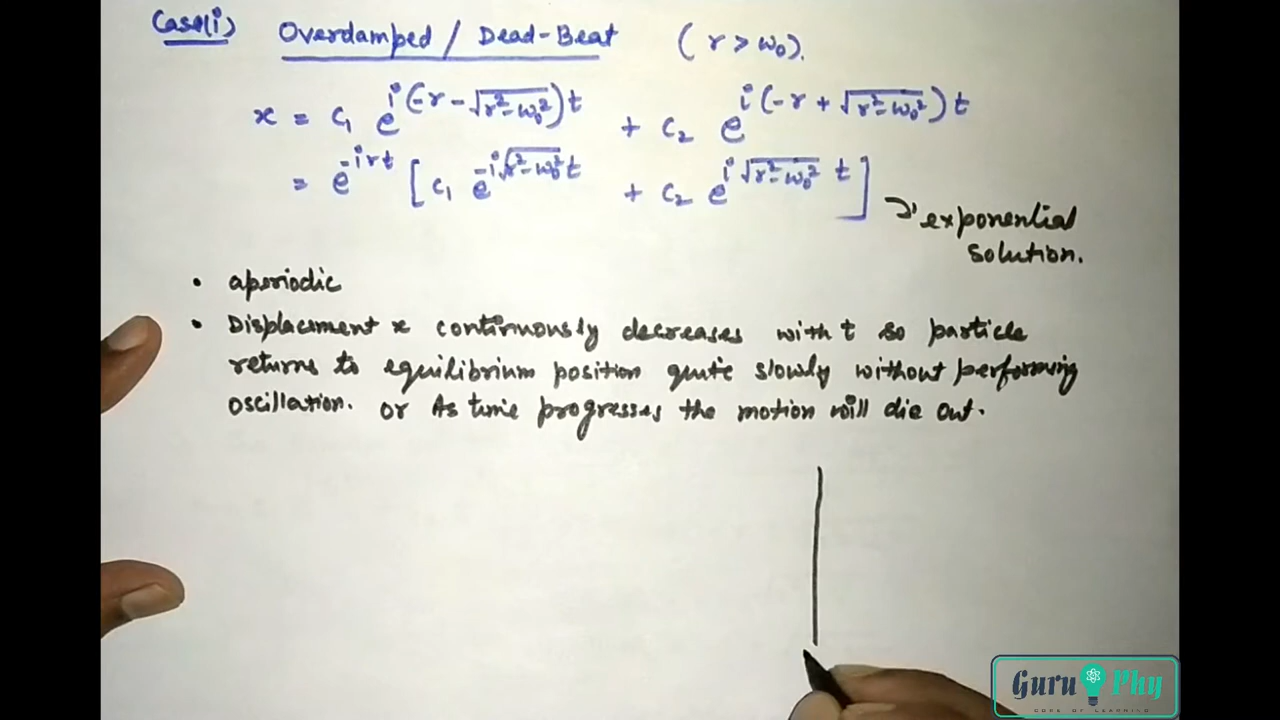 Case(i) Overdamped / Dead-Beat (r > ω₀).
x = c₁ e^{i(-r - √(r²-ω₀²))t} + c₂ e^{i(-r + √(r²-ω₀²))t}
= e^{-irt} [ c₁ e^{-i√(r²-ω₀²)t} + c₂ e^{i√(r²-ω₀²) t} ]
→ exponential
solution.
• aperiodic
• Displacement x continuously decreases with t so particle
returns to equilibrium position quite slowly without performing
oscillation. or As time progresses the motion will die out.
Guru Phy